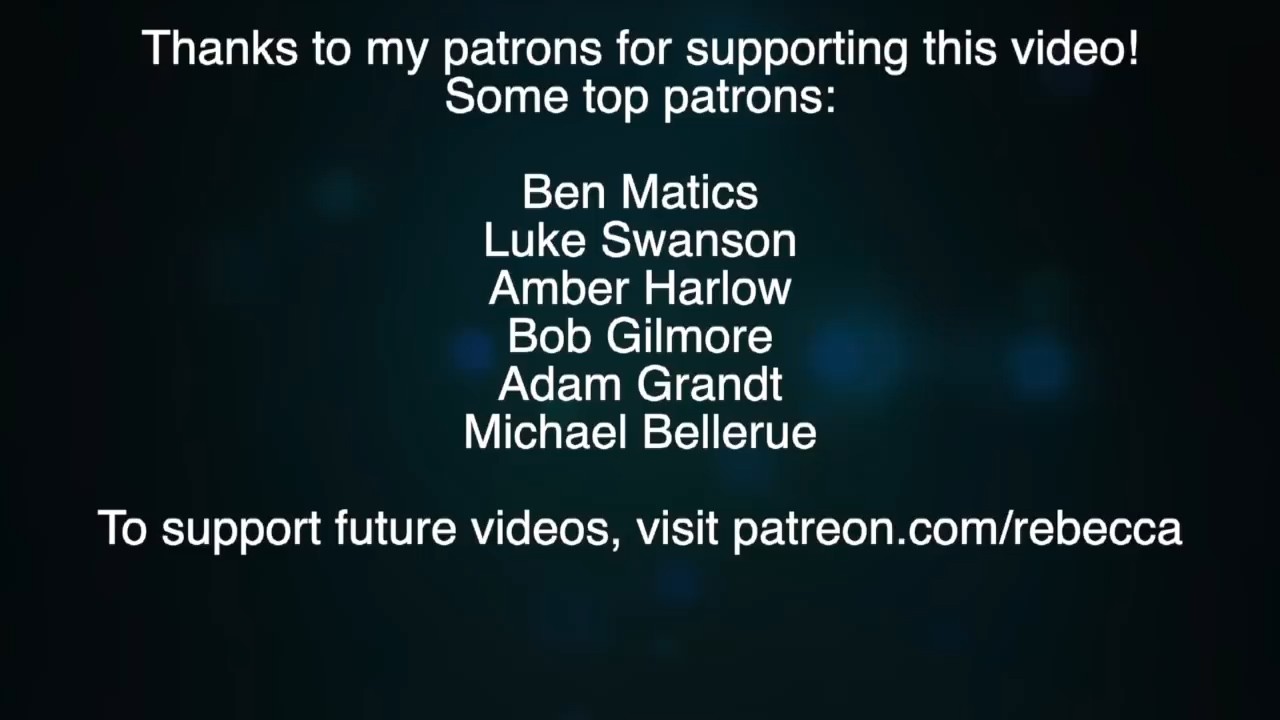 Thanks to my patrons for supporting this video!
Some top patrons:
Ben Matics
Luke Swanson
Amber Harlow
Bob Gilmore
Adam Grandt
Michael Bellerue
To support future videos, visit patreon.com/rebecca